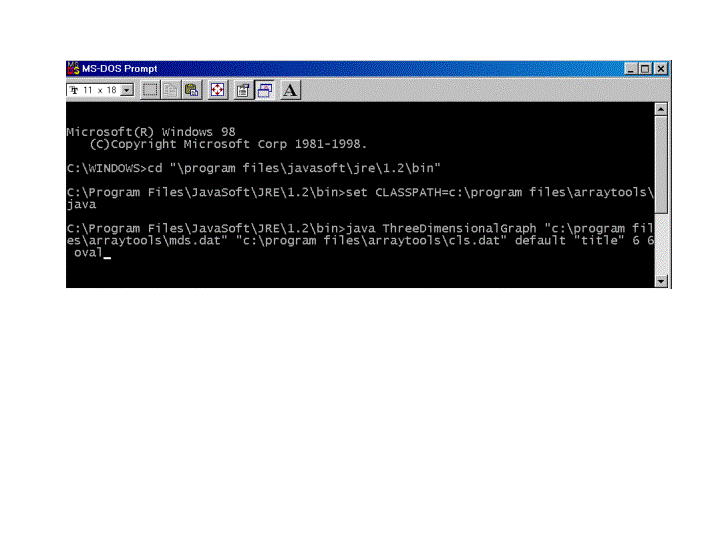 MS-DOS Prompt
11 x 18
A
Microsoft(R) Windows 98
(C)Copyright Microsoft Corp 1981-1998.
C:\WINDOWS>cd "\program files\javasoft\jre\1.2\bin"
C:\Program Files\JavaSoft\JRE\1.2\bin>set CLASSPATH=c:\program files\arraytools\
java
C:\Program Files\JavaSoft\JRE\1.2\bin>java ThreeDimensionalGraph "c:\program fil
es\arraytools\mds.dat" "c:\program files\arraytools\cls.dat" default "title" 6 6
oval_